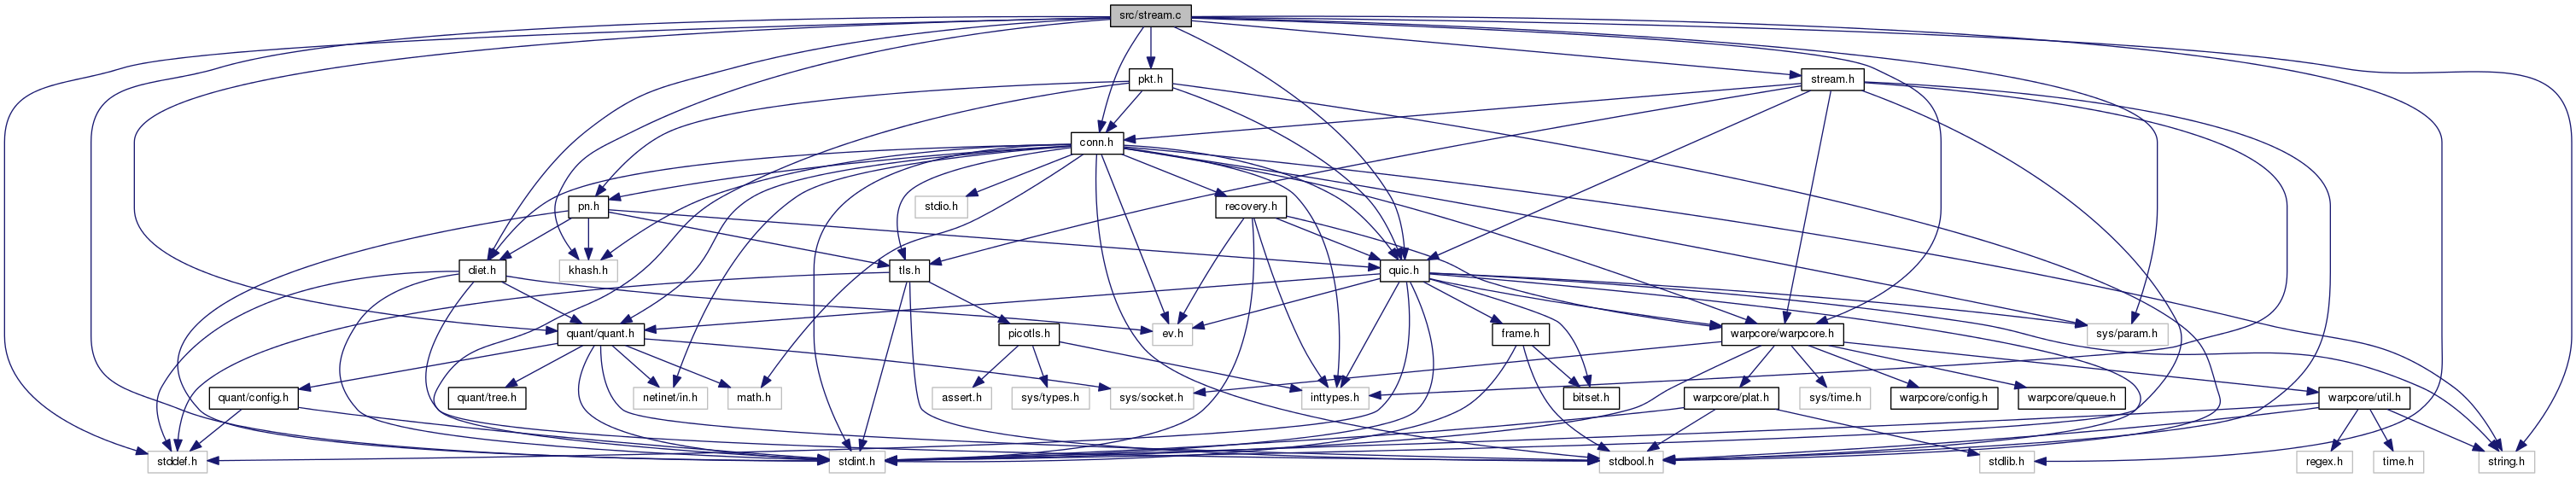 src/stream.c
pkt.h
stream.h
conn.h
pn.h
stdio.h
recovery.h
diet.h
khash.h
tls.h
quic.h
quant/quant.h
picotls.h
ev.h
frame.h
warpcore/warpcore.h
sys/param.h
quant/config.h
quant/tree.h
netinet/in.h
math.h
assert.h
sys/types.h
sys/socket.h
inttypes.h
bitset.h
warpcore/plat.h
sys/time.h
warpcore/config.h
warpcore/queue.h
warpcore/util.h
stddef.h
stdint.h
stdbool.h
stdlib.h
regex.h
time.h
string.h